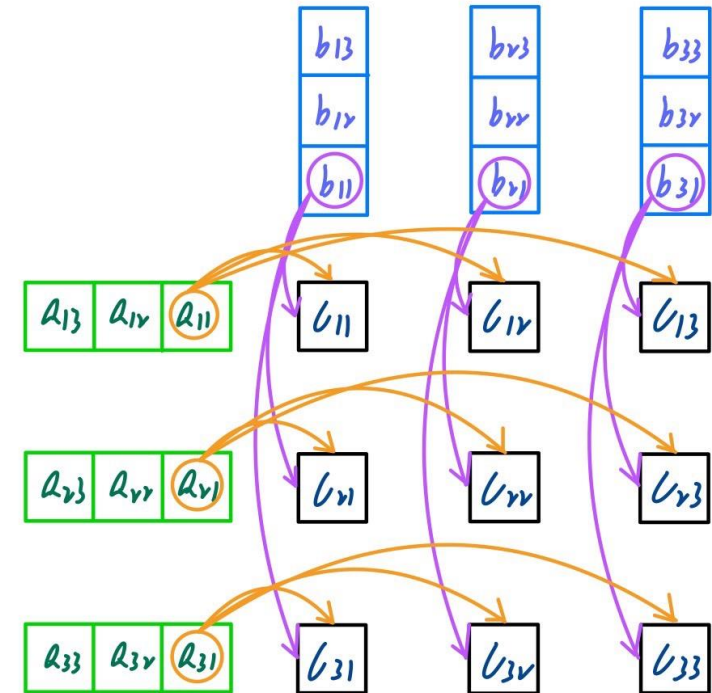 b13 b23 b33
b12 b22 b32
b11 b21 b31
a13 a12 a11 c11 c12 c13
a23 a22 a21 c21 c22 c23
a33 a32 a31 c31 c32 c33